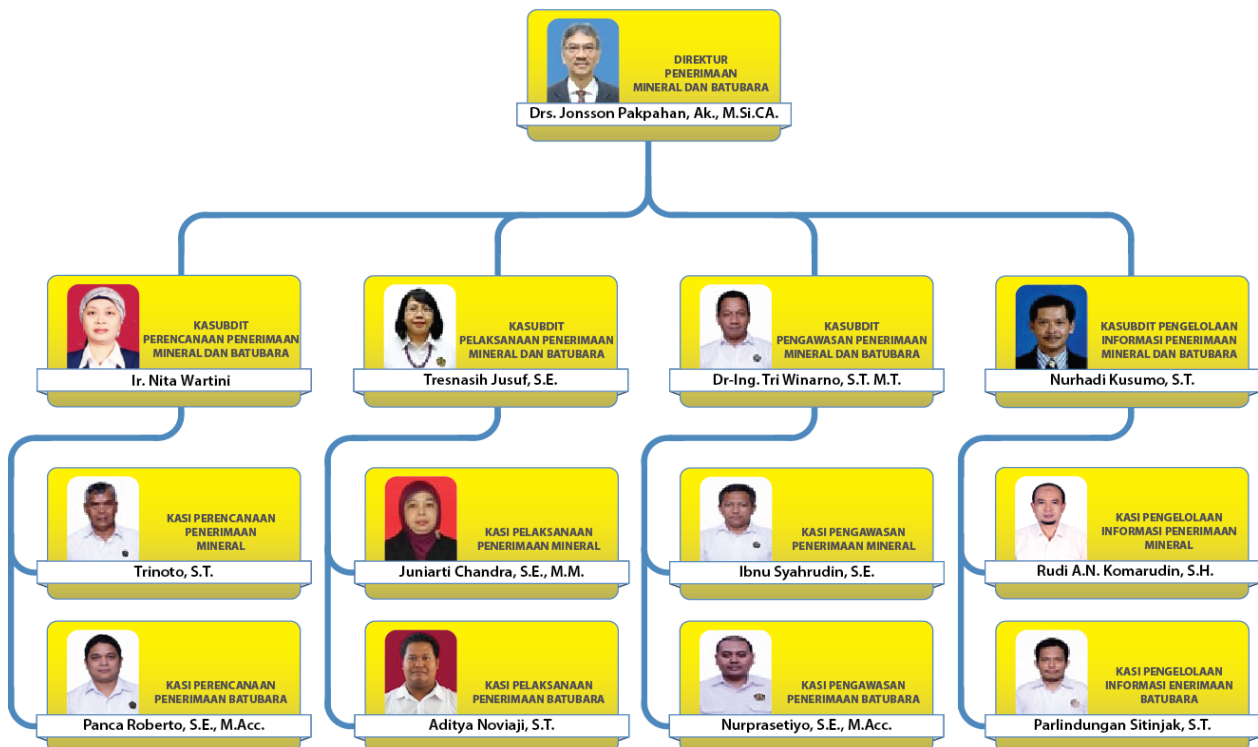 DIREKTUR
PENERIMAAN
MINERAL DAN BATUBARA
Drs. Jonsson Pakpahan, Ak., M.Si.CA.
KASUBDIT
PERENCANAAN PENERIMAAN
MINERAL DAN BATUBARA
Ir. Nita Wartini
KASUBDIT
PELAKSANAAN PENERIMAAN
MINERAL DAN BATUBARA
Tresnasih Jusuf, S.E.
KASUBDIT
PENGAWASAN PENERIMAAN
MINERAL DAN BATUBARA
Dr-Ing. Tri Winarno, S.T. M.T.
KASUBDIT PENGELOLAAN
INFORMASI PENERIMAAN
MINERAL DAN BATUBARA
Nurhadi Kusumo, S.T.
KASI PERENCANAAN
PENERIMAAN
MINERAL
Trinoto, S.T.
KASI PELAKSANAAN
PENERIMAAN MINERAL
Juniarti Chandra, S.E., M.M.
KASI PENGAWASAN
PENERIMAAN MINERAL
Ibnu Syahrudin, S.E.
KASI PENGELOLAAN
INFORMASI PENERIMAAN
MINERAL
Rudi A.N. Komarudin, S.H.
KASI PERENCANAAN
PENERIMAAN BATUBARA
Panca Roberto, S.E., M.Acc.
KASI PELAKSANAAN
PENERIMAAN BATUBARA
Aditya Noviaji, S.T.
KASI PENGAWASAN
PENERIMAAN BATUBARA
Nurprasetiyo, S.E., M.Acc.
KASI PENGELOLAAN
INFORMASI ENERIMAAN
BATUBARA
Parlindungan Sitinjak, S.T.